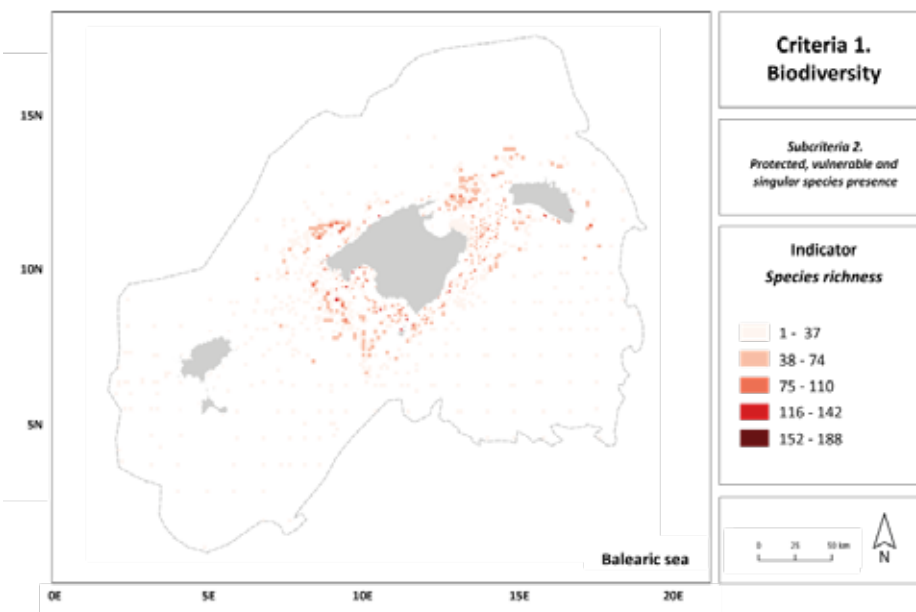 Criteria 1.
Biodiversity
Subcriteria 2.
Protected, vulnerable and
singular species presence
Indicator
Species richness
1 - 37
38 - 74
75 - 110
116 - 142
152 - 188
0 25 50 km
N
Balearic sea
15N
10N
5N
0E 5E 10E 15E 20E